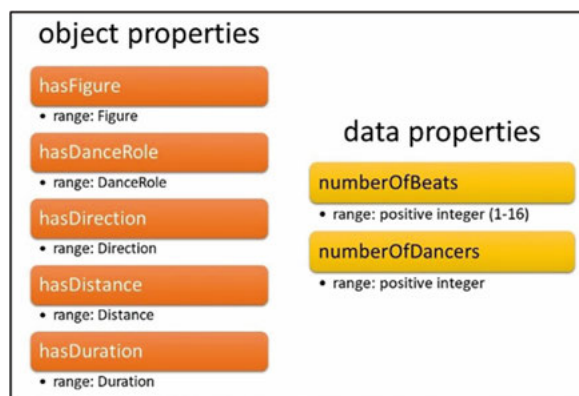 object properties
hasFigure
• range: Figure
hasDanceRole
• range: DanceRole
hasDirection
• range: Direction
hasDistance
• range: Distance
hasDuration
• range: Duration
data properties
numberOfBeats
• range: positive integer (1-16)
numberOfDancers
• range: positive integer